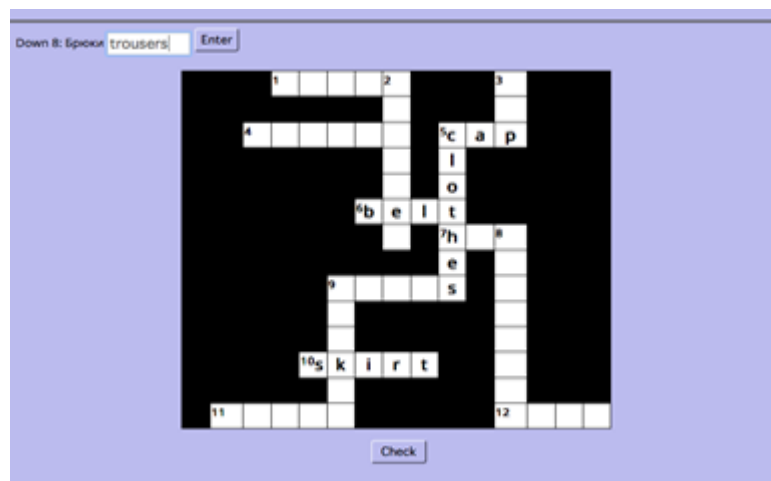 Down 8: Брюки trousers Enter
1 2 3
4 5c a p
l
o
6b e l t
7h 8
e
9 s
10s k i r t
11 12
Check